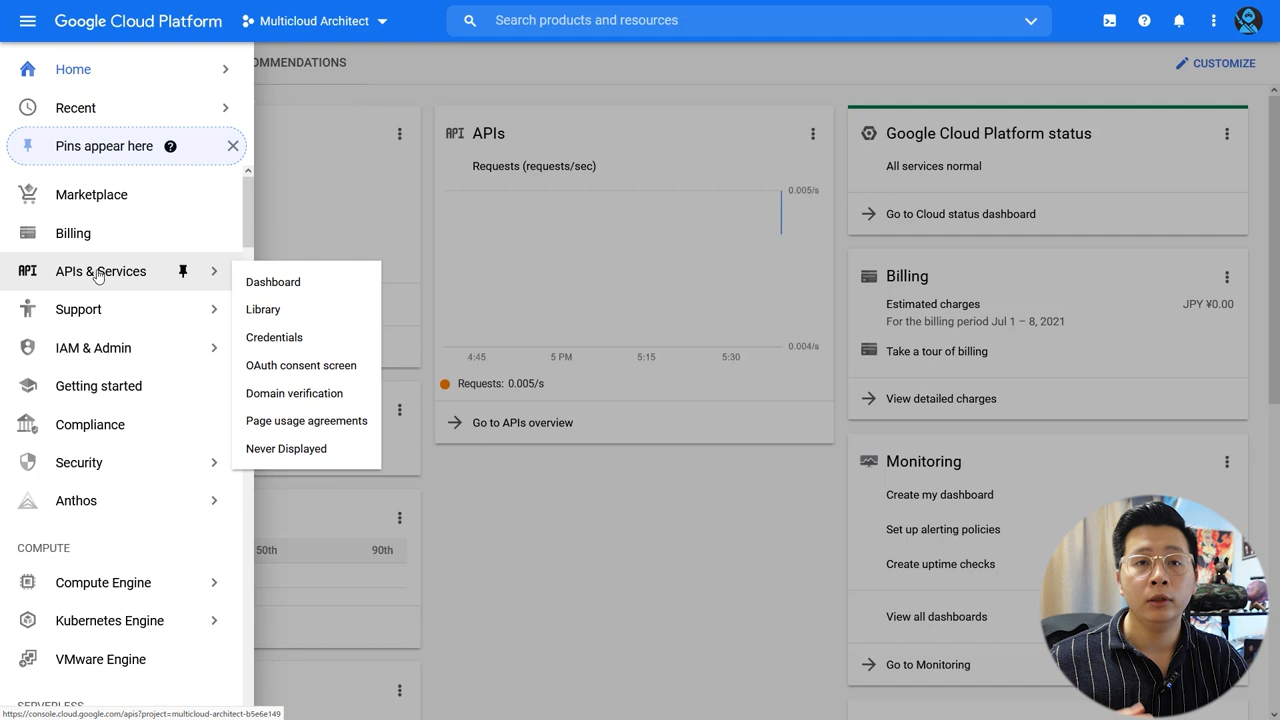 Google Cloud Platform
Multicloud Architect
Search products and resources
Home
Recent
Pins appear here
Marketplace
Billing
API
APIs & Services
Support
IAM & Admin
Getting started
Compliance
Security
Anthos
COMPUTE
Compute Engine
Kubernetes Engine
VMware Engine
SERVERLESS
https://console.cloud.google.com/apis?project=multicloud-architect-b5e6e149
Dashboard
Library
Credentials
OAuth consent screen
Domain verification
Page usage agreements
Never Displayed
OMMENDATIONS
CUSTOMIZE
50th 90th
API APIs
Requests (requests/sec)
0.005/s
0.004/s
4:45 5 PM 5:15 5:30
Requests: 0.005/s
Go to APIs overview
Google Cloud Platform status
All services normal
Go to Cloud status dashboard
Billing
Estimated charges JPY ¥0.00
For the billing period Jul 1 – 8, 2021
Take a tour of billing
View detailed charges
Monitoring
Create my dashboard
Set up alerting policies
Create uptime checks
View all dashboards
Go to Monitoring